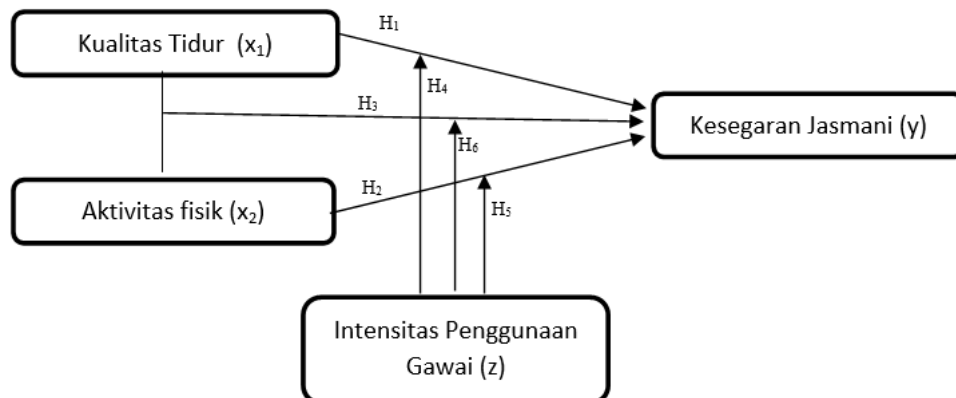 H₁
Kualitas Tidur (x₁)
H₄
H₃
Kesegaran Jasmani (y)
H₆
H₂
Aktivitas fisik (x₂)
H₅
Intensitas Penggunaan
Gawai (z)